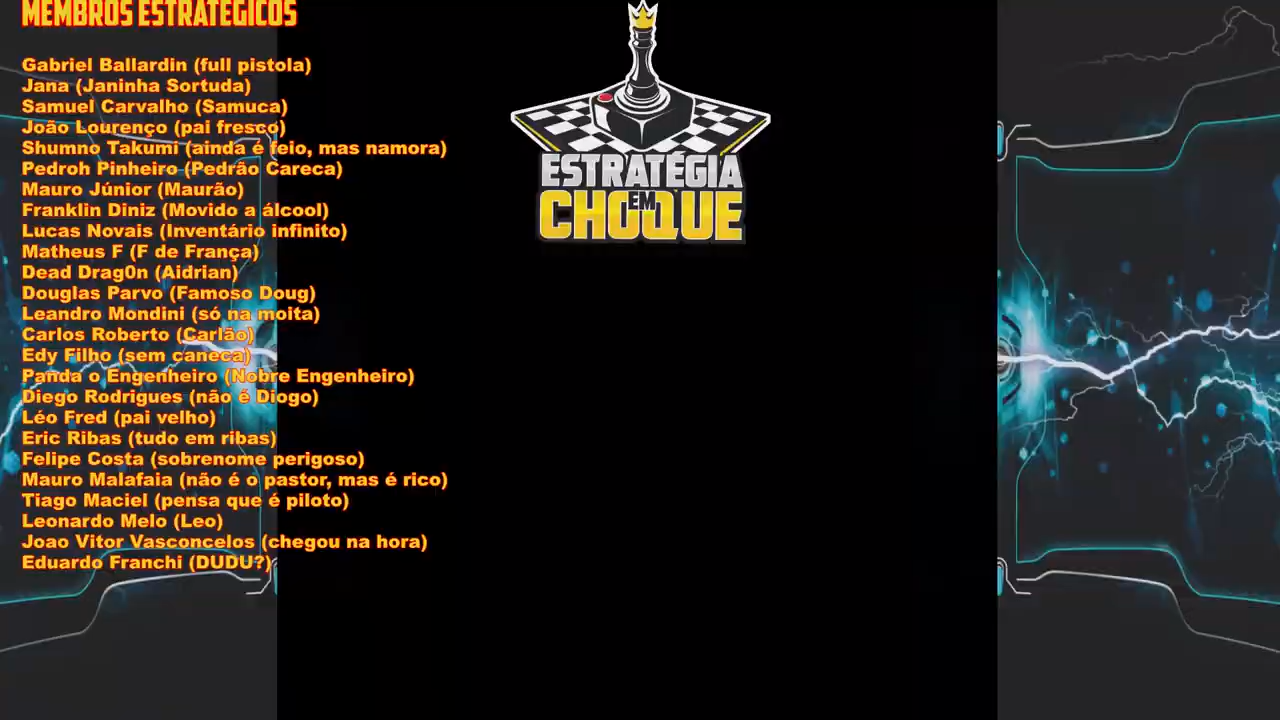 MEMBROS ESTRATÉGICOS
Gabriel Ballardin (full pistola)
Jana (Janinha Sortuda)
Samuel Carvalho (Samuca)
João Lourenço (pai fresco)
Shumno Takumi (ainda é feio, mas namora)
Pedroh Pinheiro (Pedrão Careca)
Mauro Júnior (Maurão)
Franklin Diniz (Movido a álcool)
Lucas Novais (Inventário infinito)
Matheus F (F de França)
Dead Drag0n (Aidrian)
Douglas Parvo (Famoso Doug)
Leandro Mondini (só na moita)
Carlos Roberto (Carlão)
Edy Filho (sem caneca)
Panda o Engenheiro (Nobre Engenheiro)
Diego Rodrigues (não é Diogo)
Léo Fred (pai velho)
Eric Ribas (tudo em ribas)
Felipe Costa (sobrenome perigoso)
Mauro Malafaia (não é o pastor, mas é rico)
Tiago Maciel (pensa que é piloto)
Leonardo Melo (Leo)
Joao Vitor Vasconcelos (chegou na hora)
Eduardo Franchi (DUDU?)
ESTRATÉGIA
EM
CHOQUE